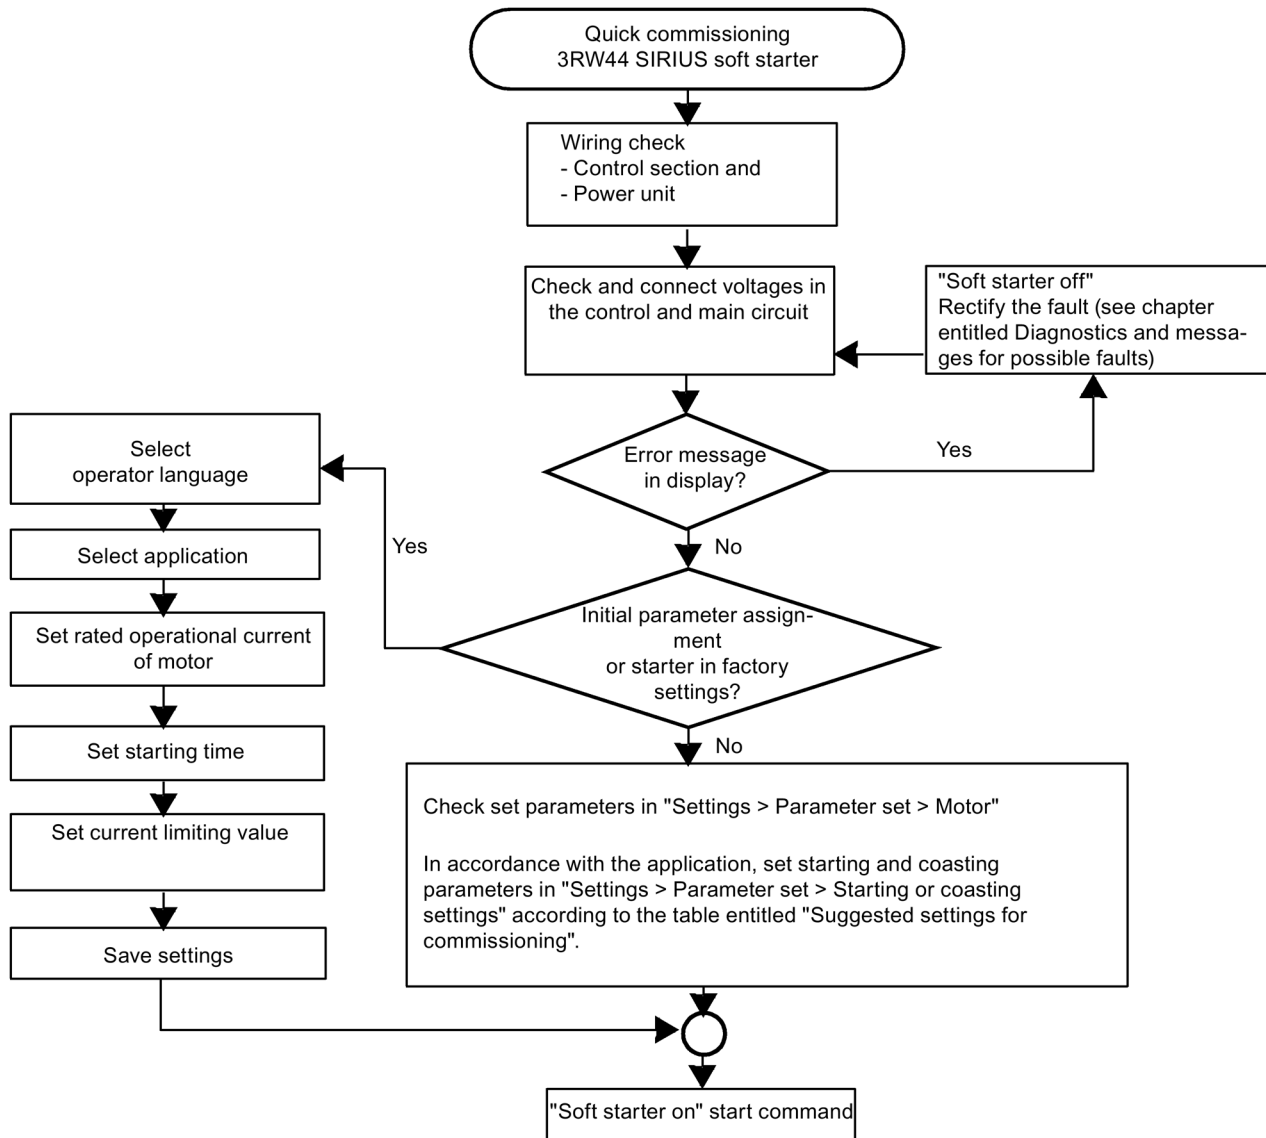 Quick commissioning
3RW44 SIRIUS soft starter
Wiring check
- Control section and
- Power unit
Check and connect voltages in
the control and main circuit
"Soft starter off"
Rectify the fault (see chapter
entitled Diagnostics and messa-
ges for possible faults)
Error message
in display?
Yes
No
Initial parameter assign-
ment
or starter in factory
settings?
Yes
No
Select
operator language
Select application
Set rated operational current
of motor
Set starting time
Set current limiting value
Save settings
Check set parameters in "Settings > Parameter set > Motor"
In accordance with the application, set starting and coasting
parameters in "Settings > Parameter set > Starting or coasting
settings" according to the table entitled "Suggested settings for
commissioning".
"Soft starter on" start command